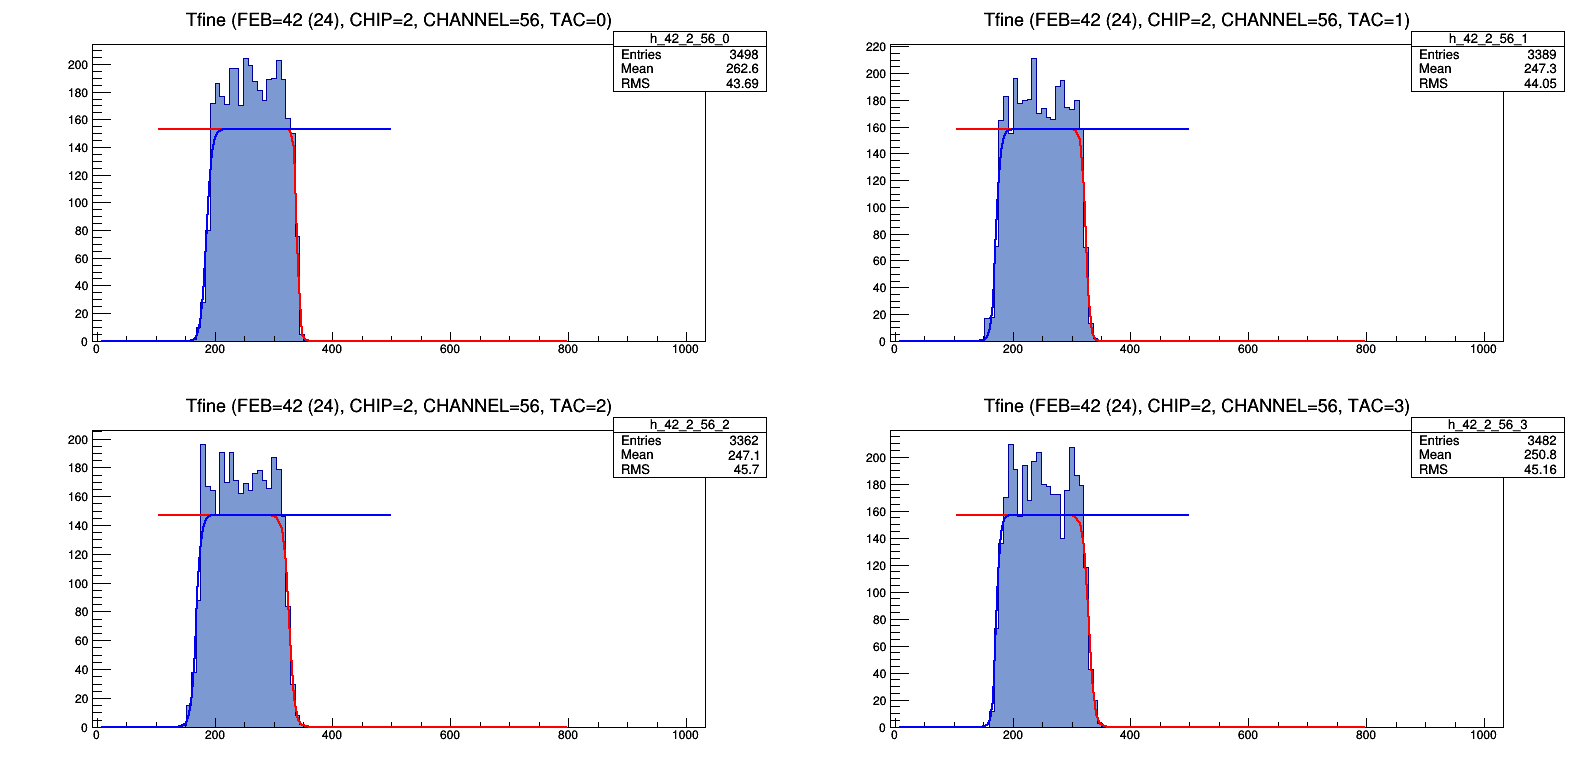 Tfine (FEB=42 (24), CHIP=2, CHANNEL=56, TAC=0)
h_42_2_56_0
Entries 3498
Mean 262.6
RMS 43.69
200
180
160
140
120
100
80
60
40
20
0
0 200 400 600 800 1000
Tfine (FEB=42 (24), CHIP=2, CHANNEL=56, TAC=1)
h_42_2_56_1
Entries 3389
Mean 247.3
RMS 44.05
220
200
180
160
140
120
100
80
60
40
20
0
0 200 400 600 800 1000
Tfine (FEB=42 (24), CHIP=2, CHANNEL=56, TAC=2)
h_42_2_56_2
Entries 3362
Mean 247.1
RMS 45.7
200
180
160
140
120
100
80
60
40
20
0
0 200 400 600 800 1000
Tfine (FEB=42 (24), CHIP=2, CHANNEL=56, TAC=3)
h_42_2_56_3
Entries 3482
Mean 250.8
RMS 45.16
200
180
160
140
120
100
80
60
40
20
0
0 200 400 600 800 1000